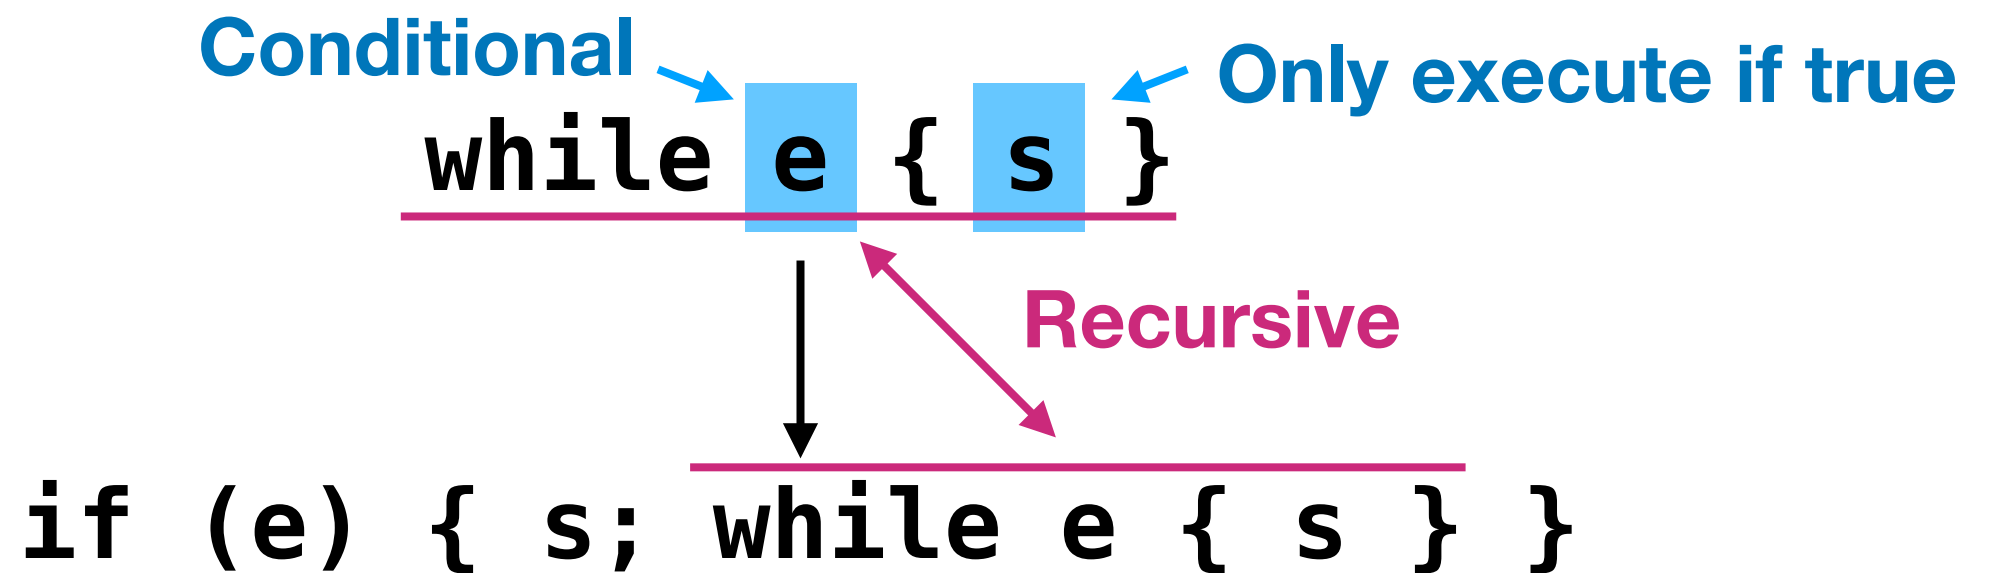 Conditional
Only execute if true
while e { s }
Recursive
if (e) { s; while e { s } }